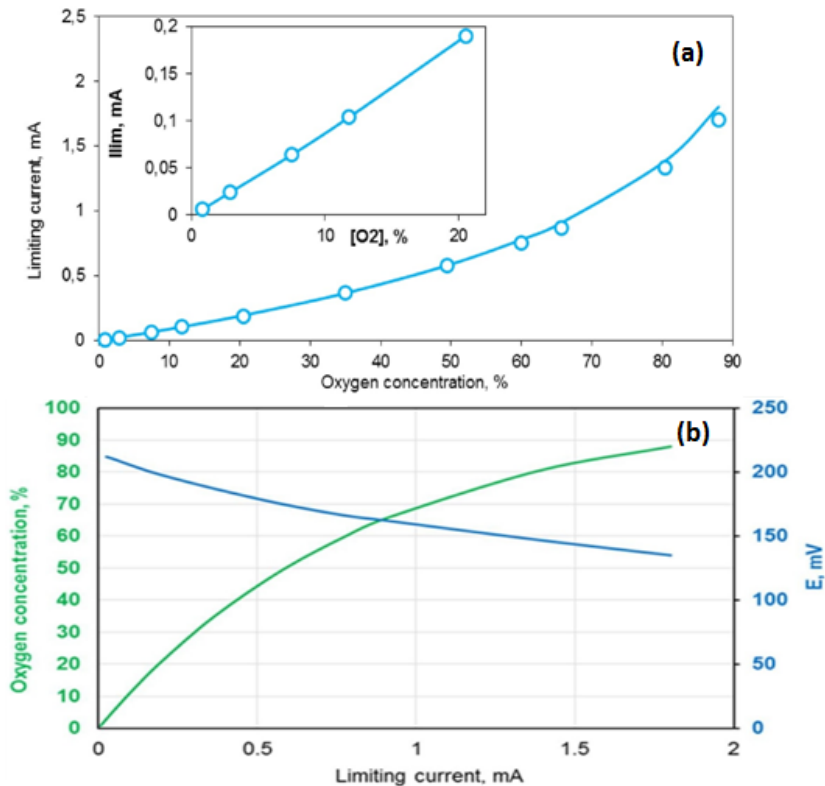 (a)
Limiting current, mA
2,5
2
1,5
1
0,5
0
0 10 20 30 40 50 60 70 80 90
Oxygen concentration, %
Illim, mA
0,2
0,15
0,1
0,05
0
0 10 20
[O2], %
(b)
Oxygen concentration, %
100
90
80
70
60
50
40
30
20
10
0
250
200
150
100
50
0
E, mV
0 0.5 1 1.5 2
Limiting current, mA